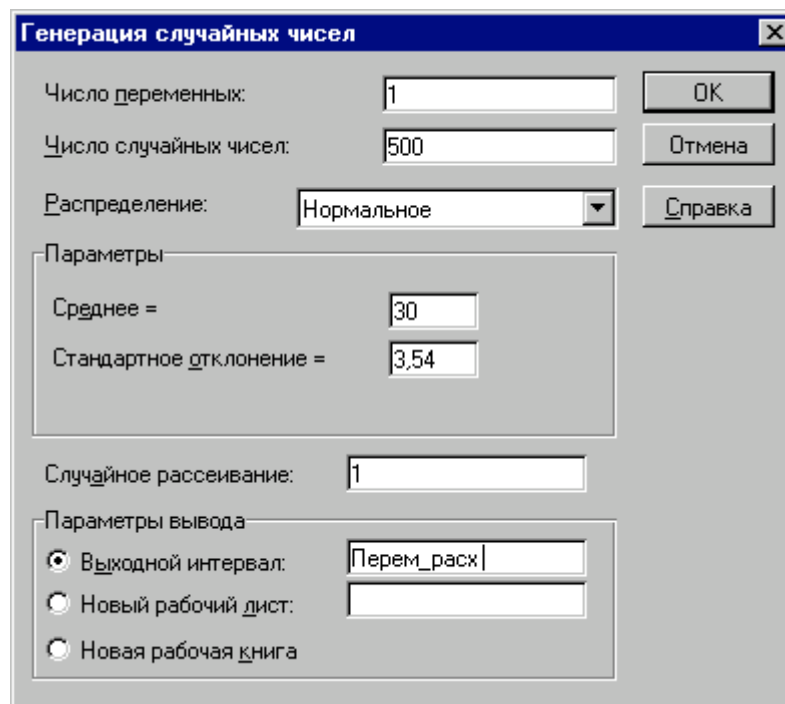 Генерация случайных чисел
Число переменных: 1 OK
Число случайных чисел: 500 Отмена
Распределение: Нормальное Справка
Параметры
Среднее = 30
Стандартное отклонение = 3,54
Случайное рассеивание: 1
Параметры вывода
Выходной интервал: Перем_расх
Новый рабочий лист:
Новая рабочая книга